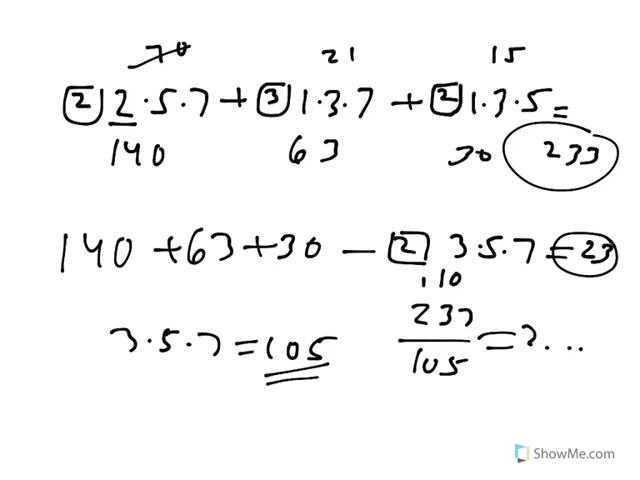 70 21 15
2 2·5·7 + 3 1·3·7 + 2 1·3·5 =
140 63 30 233
140 + 63 + 30 — 2 3·5·7 = 23
110
3·5·7 = 105 233/105 = 2...
ShowMe.com